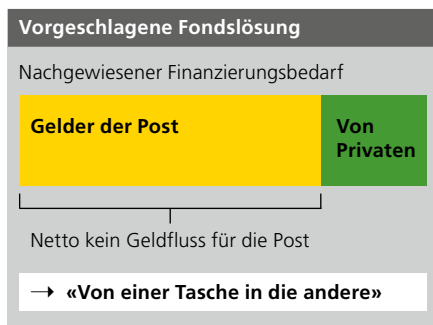 Vorgeschlagene Fondslösung
Nachgewiesener Finanzierungsbedarf
Gelder der Post
Von
Privaten
Netto kein Geldfluss für die Post
→ «Von einer Tasche in die andere»